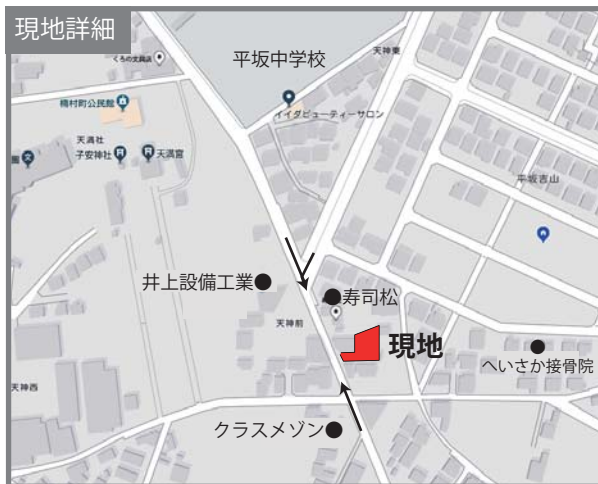 現地詳細
くろの文具店
平坂中学校
天神東
イイダビューティーサロン
楠村町公民館
天満社
子安神社
天満宮
園
平坂吉山
井上設備工業
寿司松
天神前
現地
へいさか接骨院
天神西
クラスメゾン